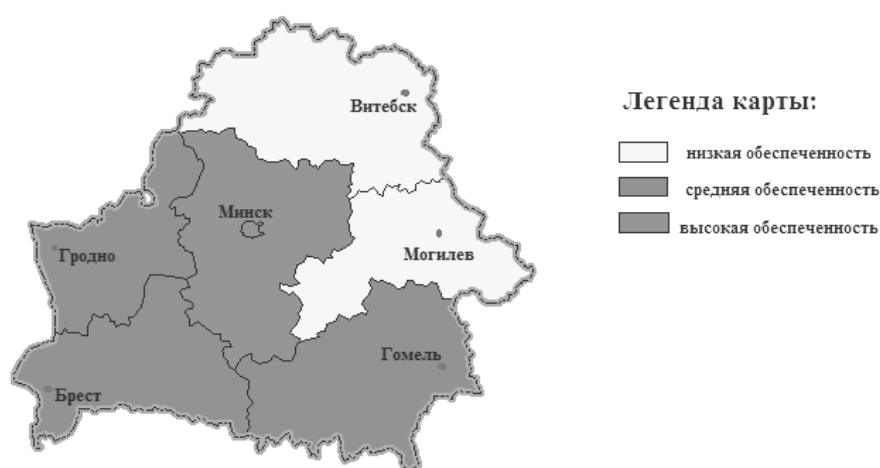 Витебск
Минск
Могилев
Гродно
Гомель
Брест
Легенда карты:
низкая обеспеченность
средняя обеспеченность
высокая обеспеченность